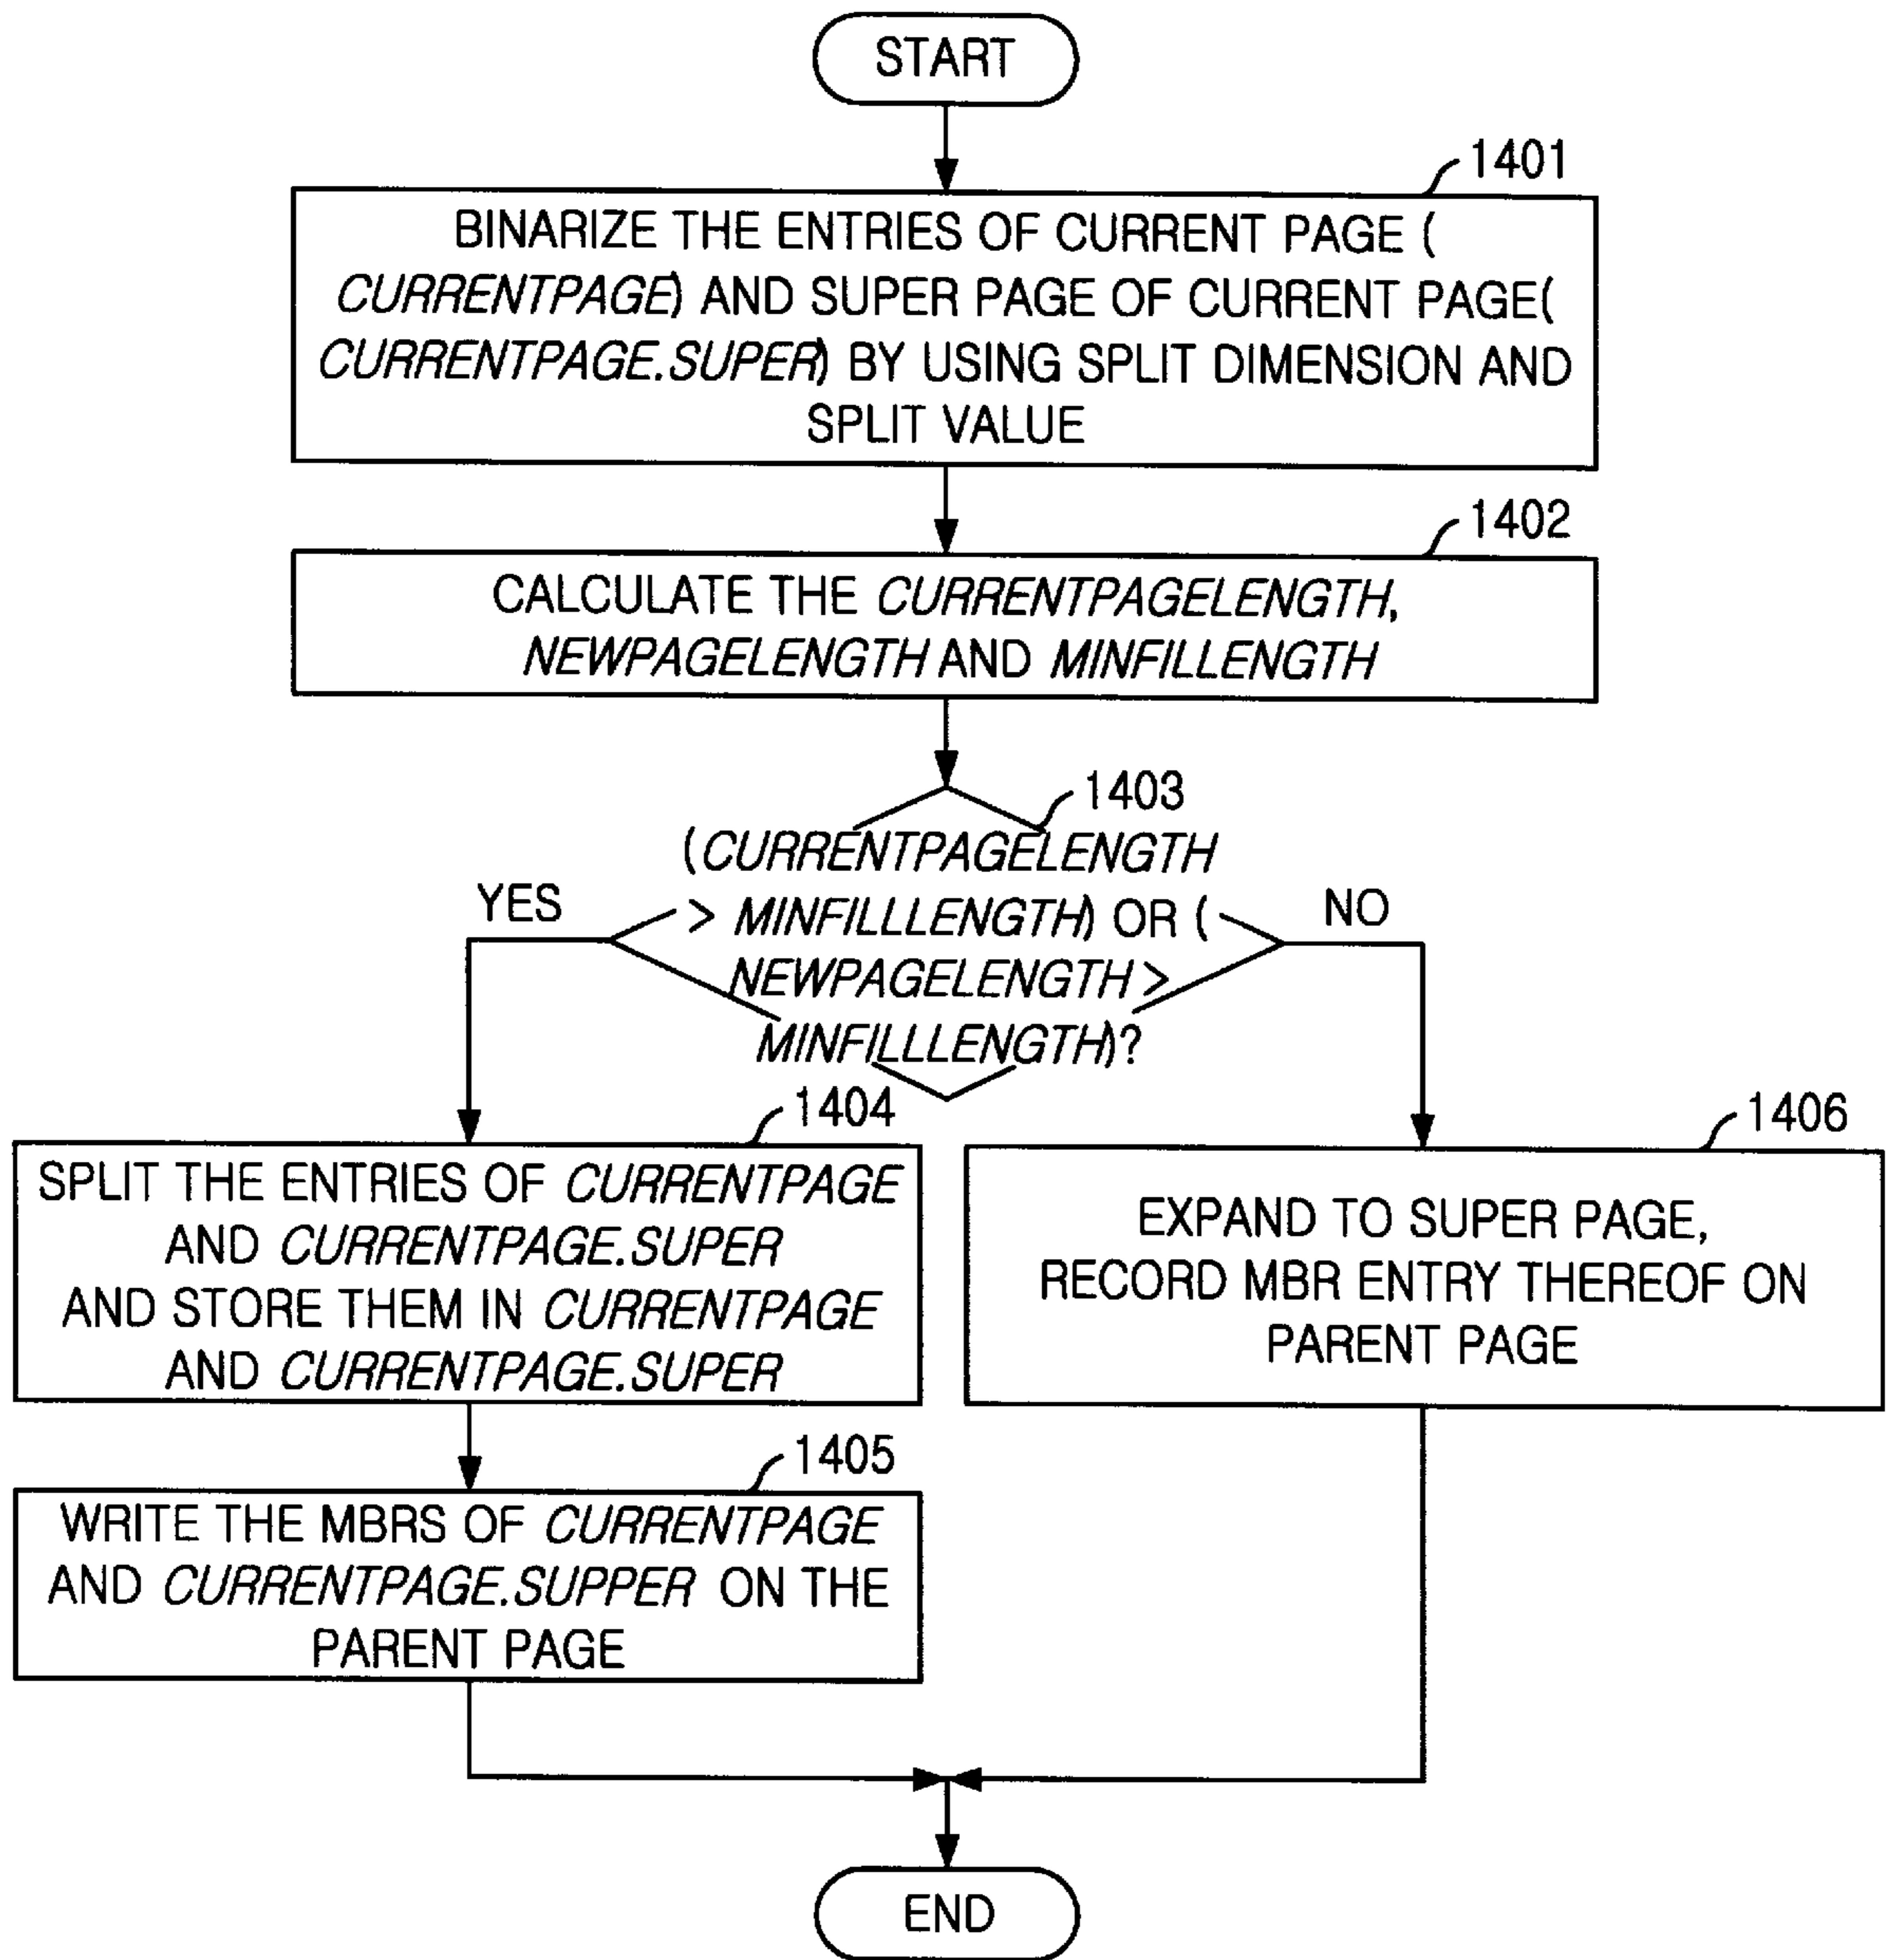 START
1401
BINARIZE THE ENTRIES OF CURRENT PAGE (
CURRENTPAGE) AND SUPER PAGE OF CURRENT PAGE(
CURRENTPAGE.SUPER) BY USING SPLIT DIMENSION AND
SPLIT VALUE
1402
CALCULATE THE CURRENTPAGELENGTH,
NEWPAGELENGTH AND MINFILLENGTH
1403
(CURRENTPAGELENGTH
> MINFILLLENGTH) OR (
NEWPAGELENGTH >
MINFILLLENGTH)?
YES
NO
1404
SPLIT THE ENTRIES OF CURRENTPAGE
AND CURRENTPAGE.SUPER
AND STORE THEM IN CURRENTPAGE
AND CURRENTPAGE.SUPER
1406
EXPAND TO SUPER PAGE,
RECORD MBR ENTRY THEREOF ON
PARENT PAGE
1405
WRITE THE MBRS OF CURRENTPAGE
AND CURRENTPAGE.SUPPER ON THE
PARENT PAGE
END